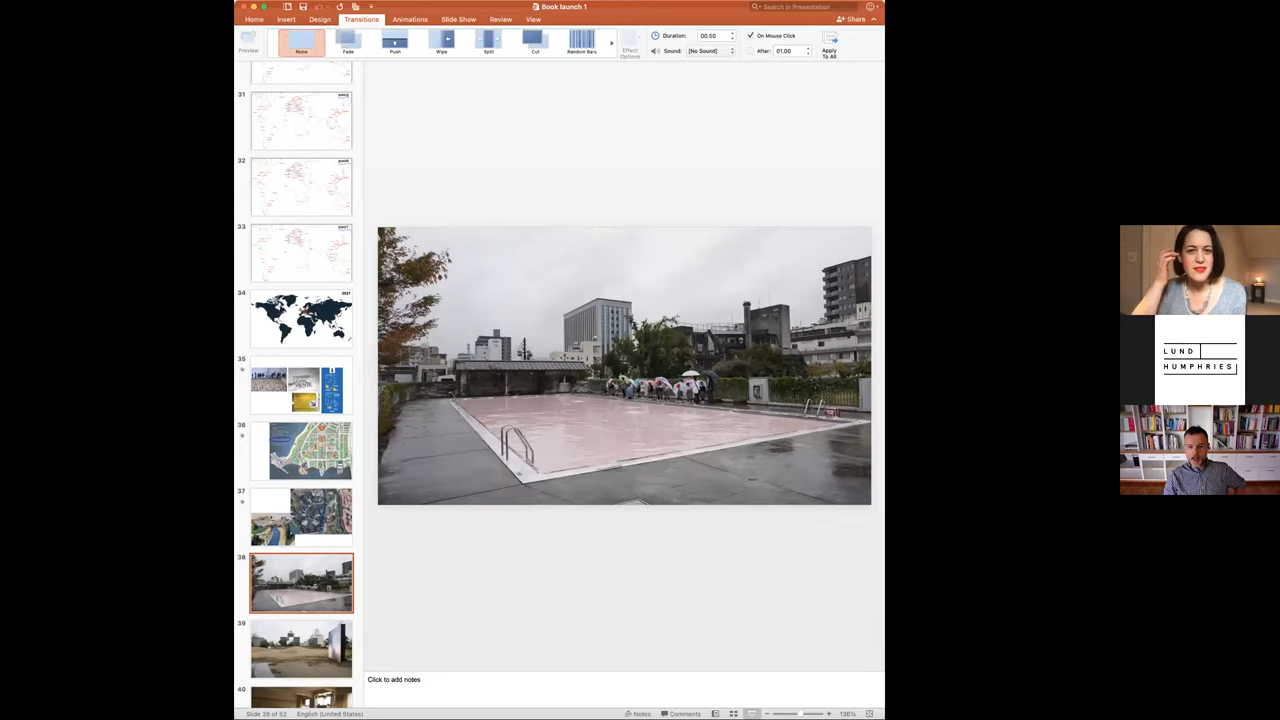 Book launch 1
Search in Presentation
Home Insert Design Transitions Animations Slide Show Review View
Share
Preview
None Fade Push Wipe Split Cut Random Bars
Effect
Options
Duration: 00.50
Sound: [No Sound]
On Mouse Click
After: 01.00
Apply
To All
31
32
33
34
2021
35
36
37
38
39
40
LUND
HUMPHRIES
Click to add notes
Slide 38 of 52 English (United States)
Notes Comments 136%